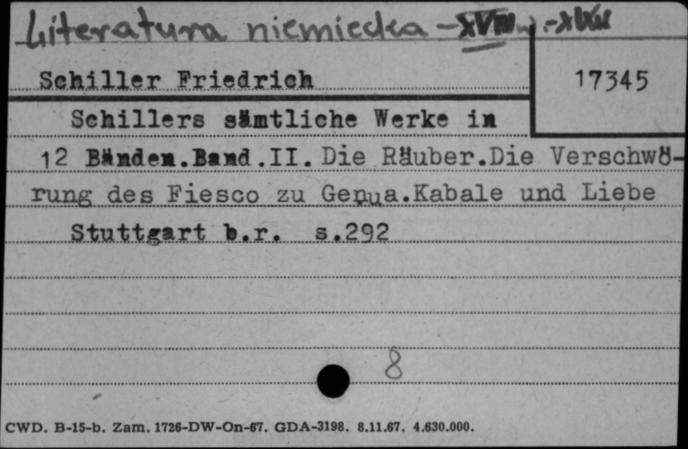 Literatura niemiecka - XVIII
Schiller Friedrich
17345
Schillers sämtliche Werke in
12 Bänden.Band.II. Die Räuber.Die Verschwö-
rung des Fiesco zu Genua.Kabale und Liebe
Stuttgart b.r. s.292
8
CWD. B-15-b. Zam. 1726-DW-On-67. GDA-3198. 8.11.67. 4.630.000.